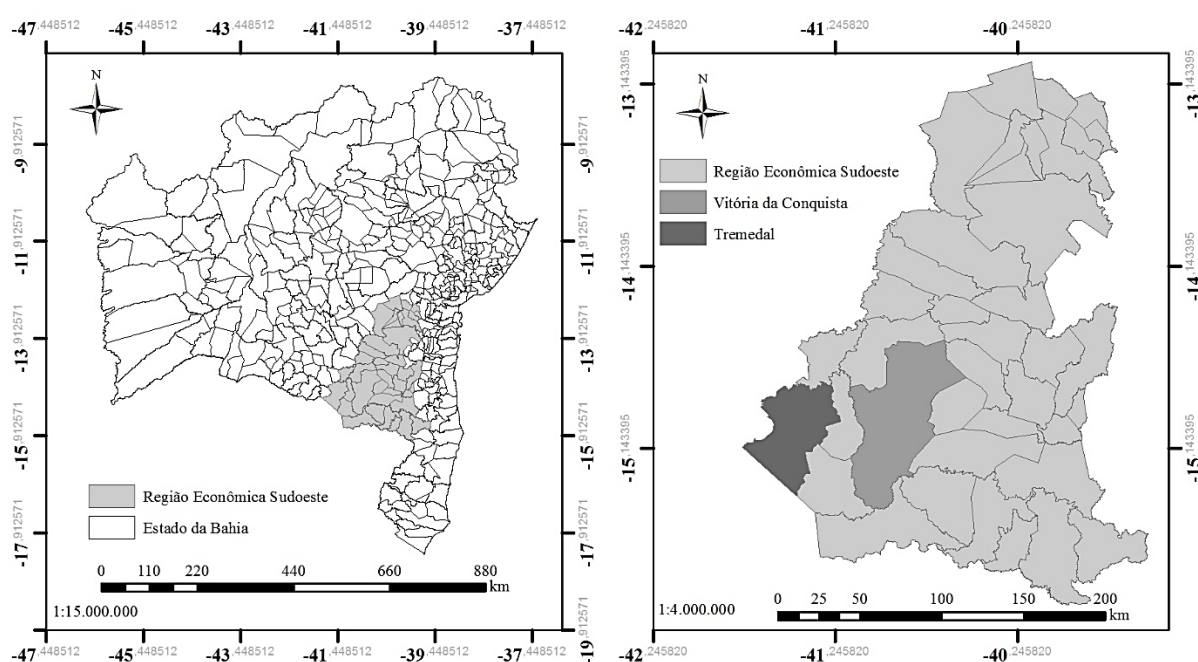 -47,448512 -45,448512 -43,448512 -41,448512 -39,448512 -37,448512
-9,912571
-11,912571
-13,912571
-15,912571
-17,912571
-19,912571
N
Região Econômica Sudoeste
Estado da Bahia
0 110 220 440 660 880
km
1:15.000.000
-9,912571
-11,912571
-13,912571
-15,912571
-17,912571
-19,912571
-47,448512 -45,448512 -43,448512 -41,448512 -39,448512 -37,448512
-42,245820 -41,245820 -40,245820
-13,143395
-14,143395
-15,143395
N
Região Econômica Sudoeste
Vitória da Conquista
Tremedal
0 25 50 100 150 200
km
1:4.000.000
-13,143395
-14,143395
-15,143395
-42,245820 -41,245820 -40,245820